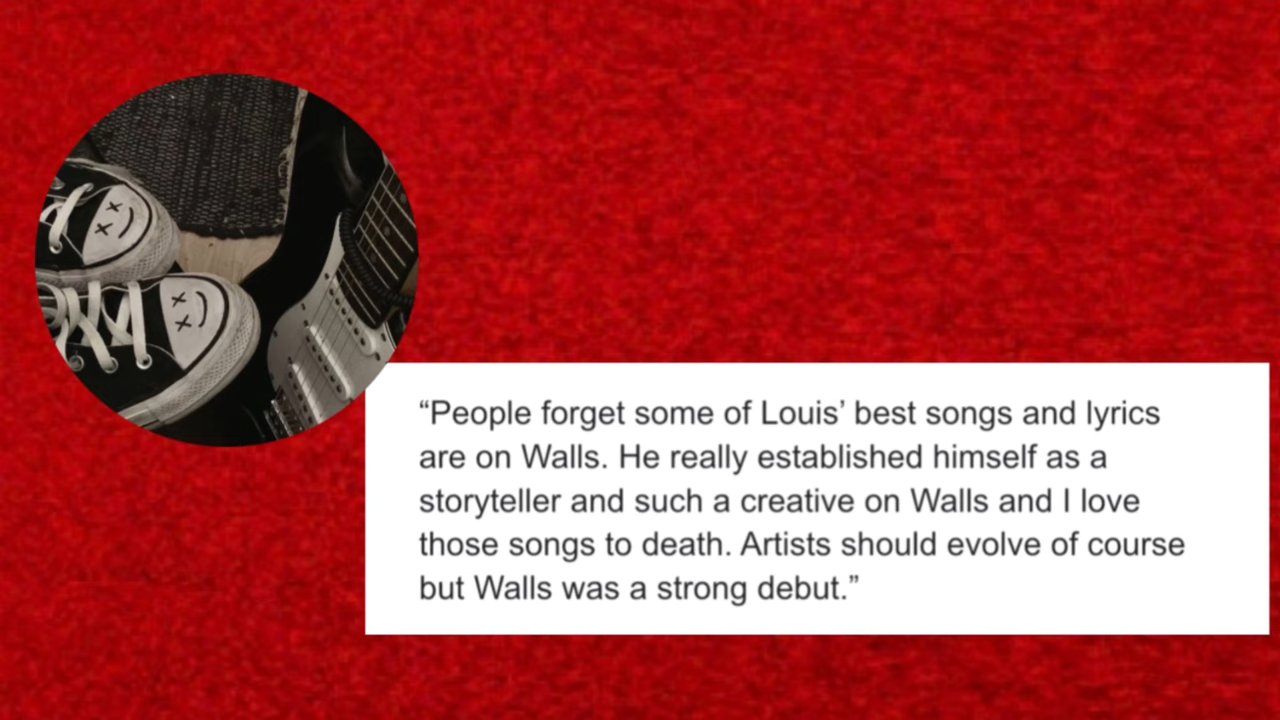 “People forget some of Louis’ best songs and lyrics
are on Walls. He really established himself as a
storyteller and such a creative on Walls and I love
those songs to death. Artists should evolve of course
but Walls was a strong debut.”